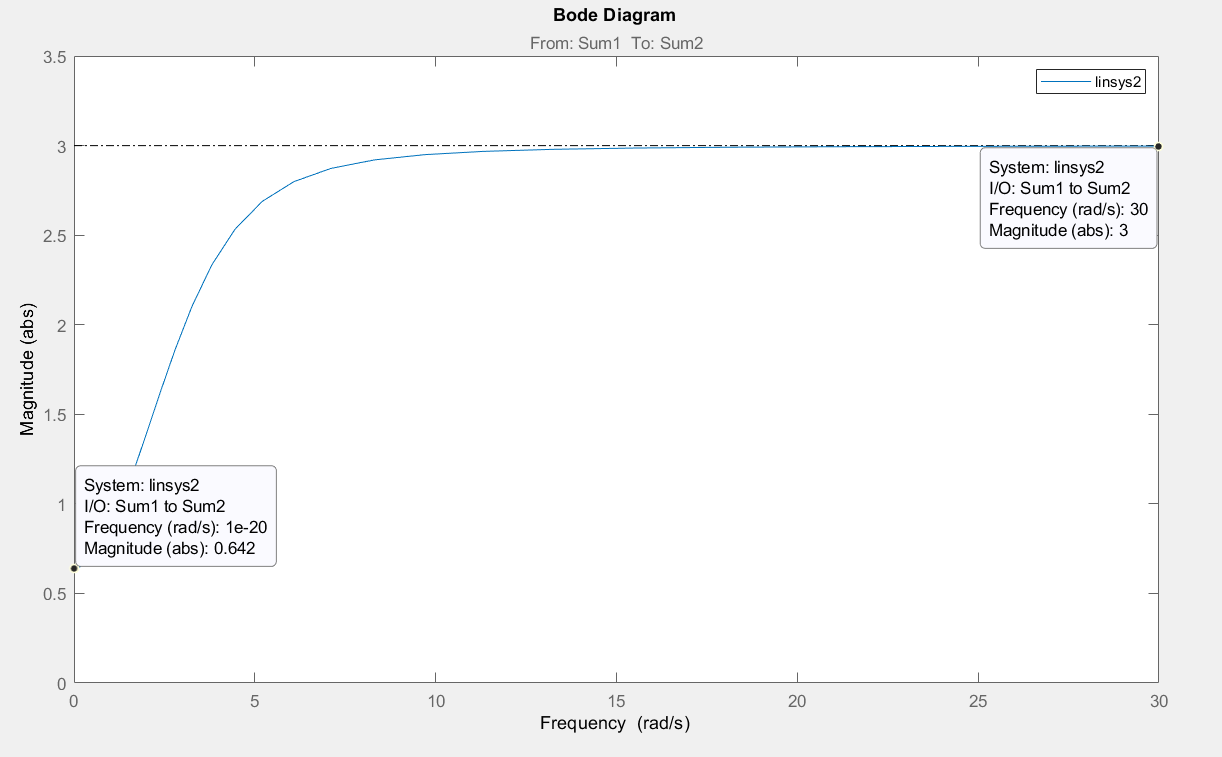 Bode Diagram
From: Sum1 To: Sum2
3.5
3
2.5
2
1.5
1
0.5
0
Magnitude (abs)
linsys2
System: linsys2
I/O: Sum1 to Sum2
Frequency (rad/s): 30
Magnitude (abs): 3
System: linsys2
I/O: Sum1 to Sum2
Frequency (rad/s): 1e-20
Magnitude (abs): 0.642
0 5 10 15 20 25 30
Frequency (rad/s)